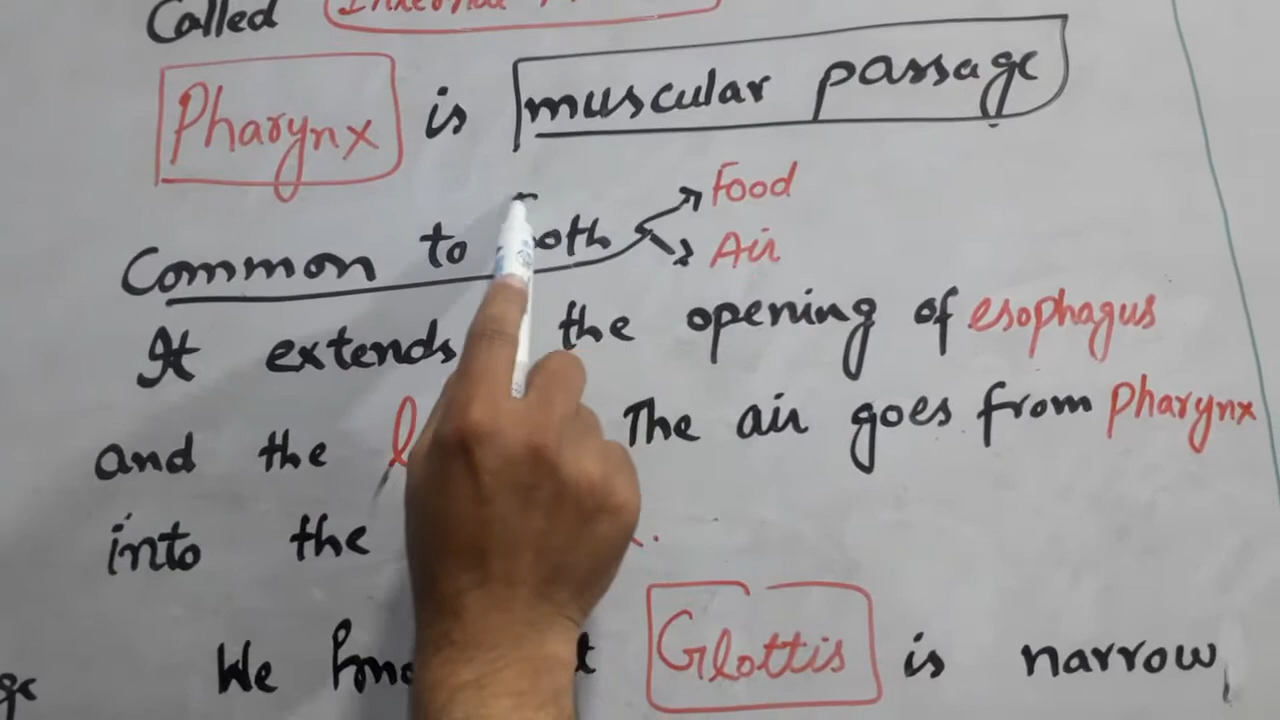 Called
Pharynx is muscular passage
Common to both Food
Air
It extends the opening of esophagus
and the The air goes from pharynx
into the
We Glottis is narrow